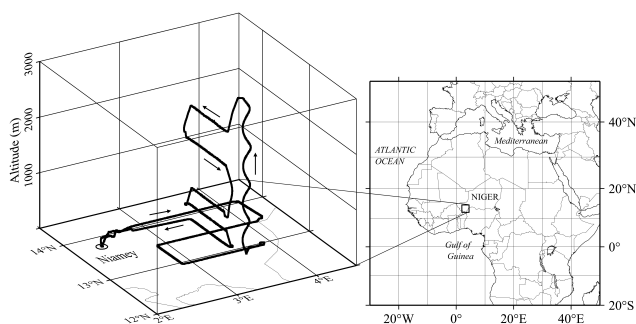 Altitude (m)
3000
2000
1000
14°N
13°N
12°N
2°E
3°E
4°E
Niamey
ATLANTIC
OCEAN
Mediterranean
NIGER
Gulf of
Guinea
40°N
20°N
0°
20°S
20°W
0°
20°E
40°E